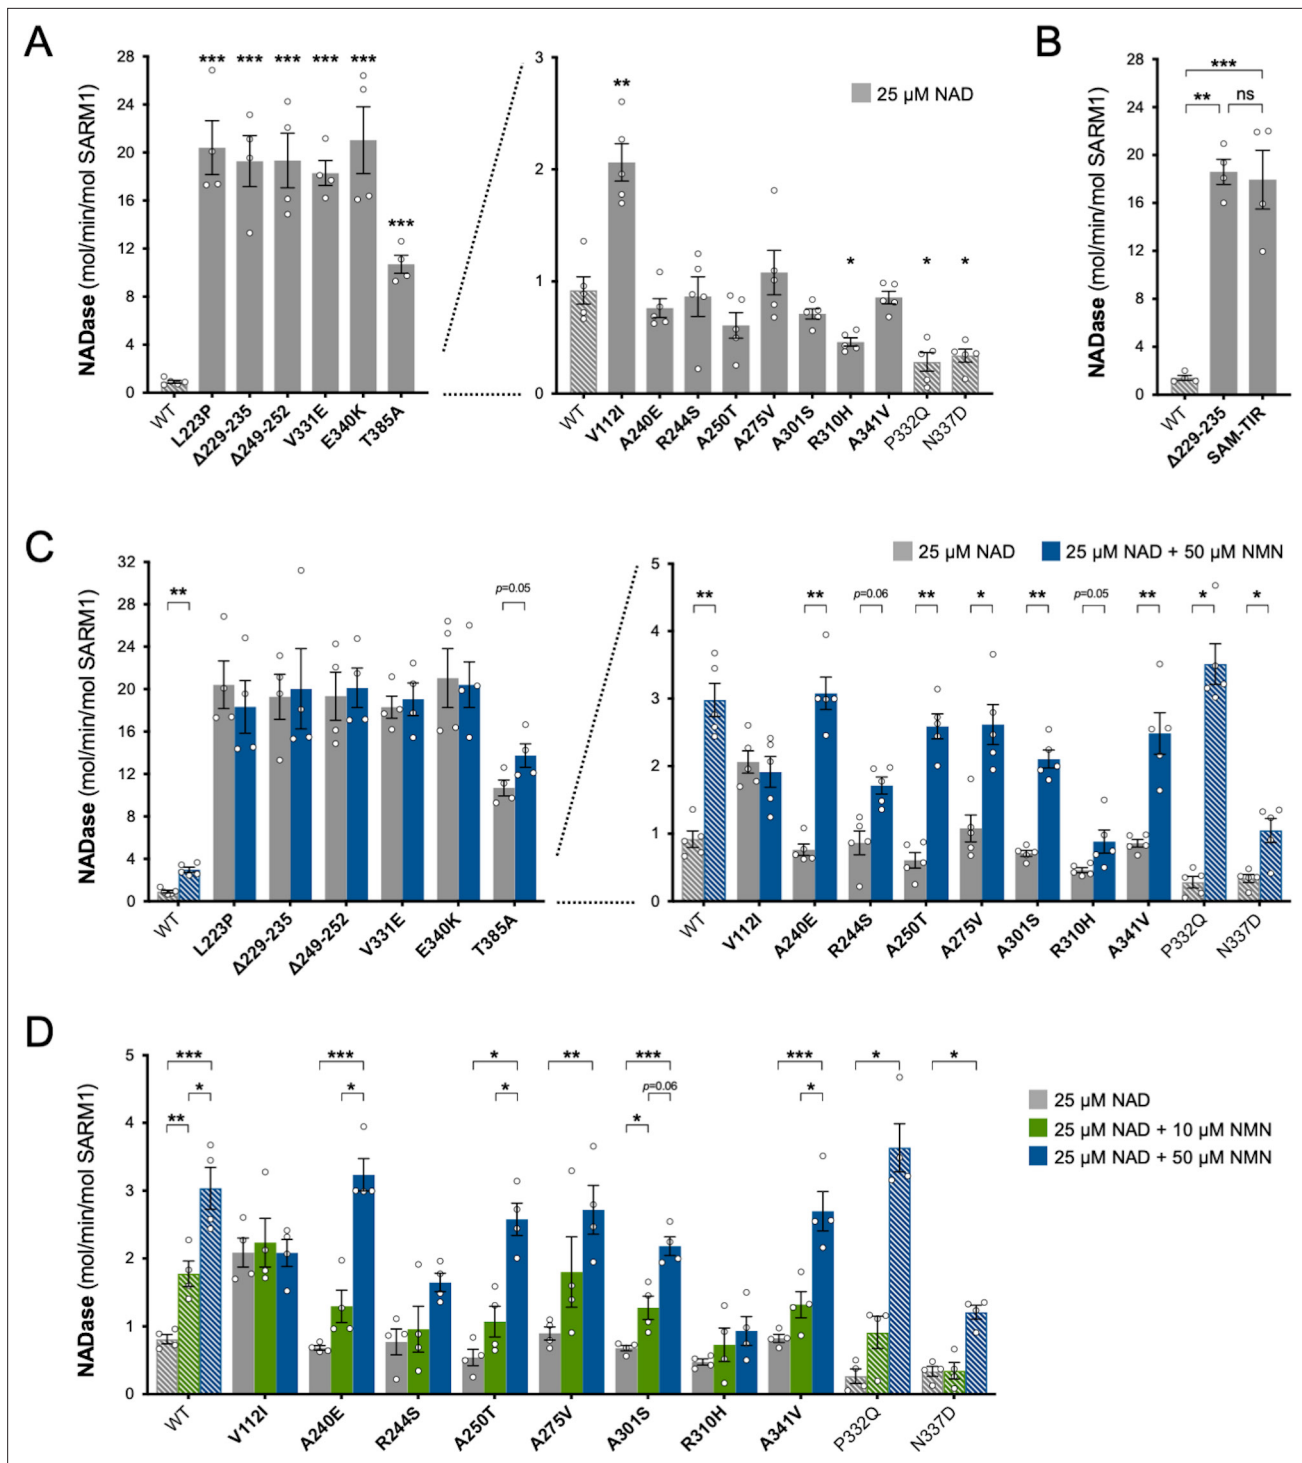 A
NADase (mol/min/mol SARM1)
28
24
20
16
12
8
4
0
*** *** *** *** *** ***
WT L223P Δ229-235 Δ249-252 V331E E340K T385A
3
2
1
0
25 µM NAD
** * * *
WT V112I A240E R244S A250T A275V A301S R310H A341V P332Q N337D
B
NADase (mol/min/mol SARM1)
28
24
20
16
12
8
4
0
***
** ns
WT Δ229-235 SAM-TIR
C
25 µM NAD 25 µM NAD + 50 µM NMN
NADase (mol/min/mol SARM1)
32
28
24
20
16
12
8
4
0
** p=0.05
WT L223P Δ229-235 Δ249-252 V331E E340K T385A
5
4
3
2
1
0
** ** p=0.06 ** * ** p=0.05 ** * *
WT V112I A240E R244S A250T A275V A301S R310H A341V P332Q N337D
D
NADase (mol/min/mol SARM1)
5
4
3
2
1
0
*** *** * ** *** *** * *
* * * p=0.06 *
** *
25 µM NAD
25 µM NAD + 10 µM NMN
25 µM NAD + 50 µM NMN
WT V112I A240E R244S A250T A275V A301S R310H A341V P332Q N337D